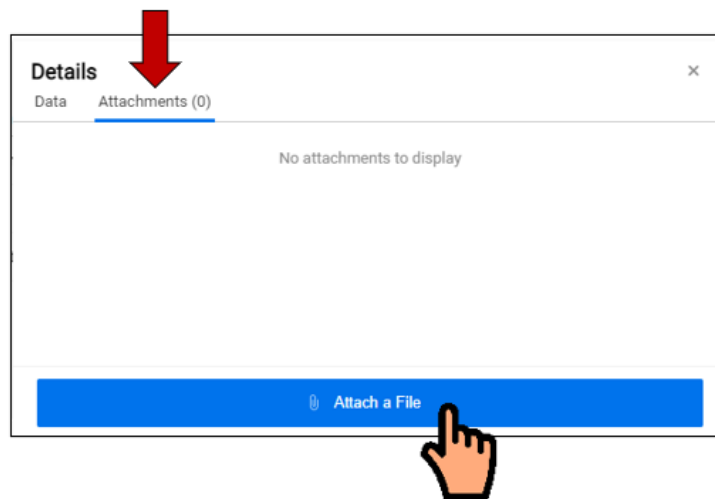 Details
Data Attachments (0)
No attachments to display
Attach a File